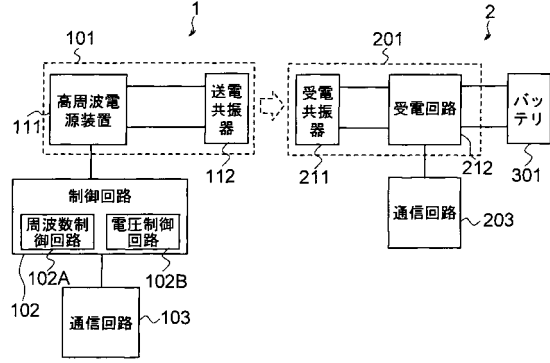 1
101
高周波電
源装置
111
送電
共振
器
112
制御回路
周波数制
御回路
電圧制御
回路
102
102A
102B
通信回路
103
2
201
受電
共振
器
211
受電回路
212
バッ
テリ
301
通信回路
203